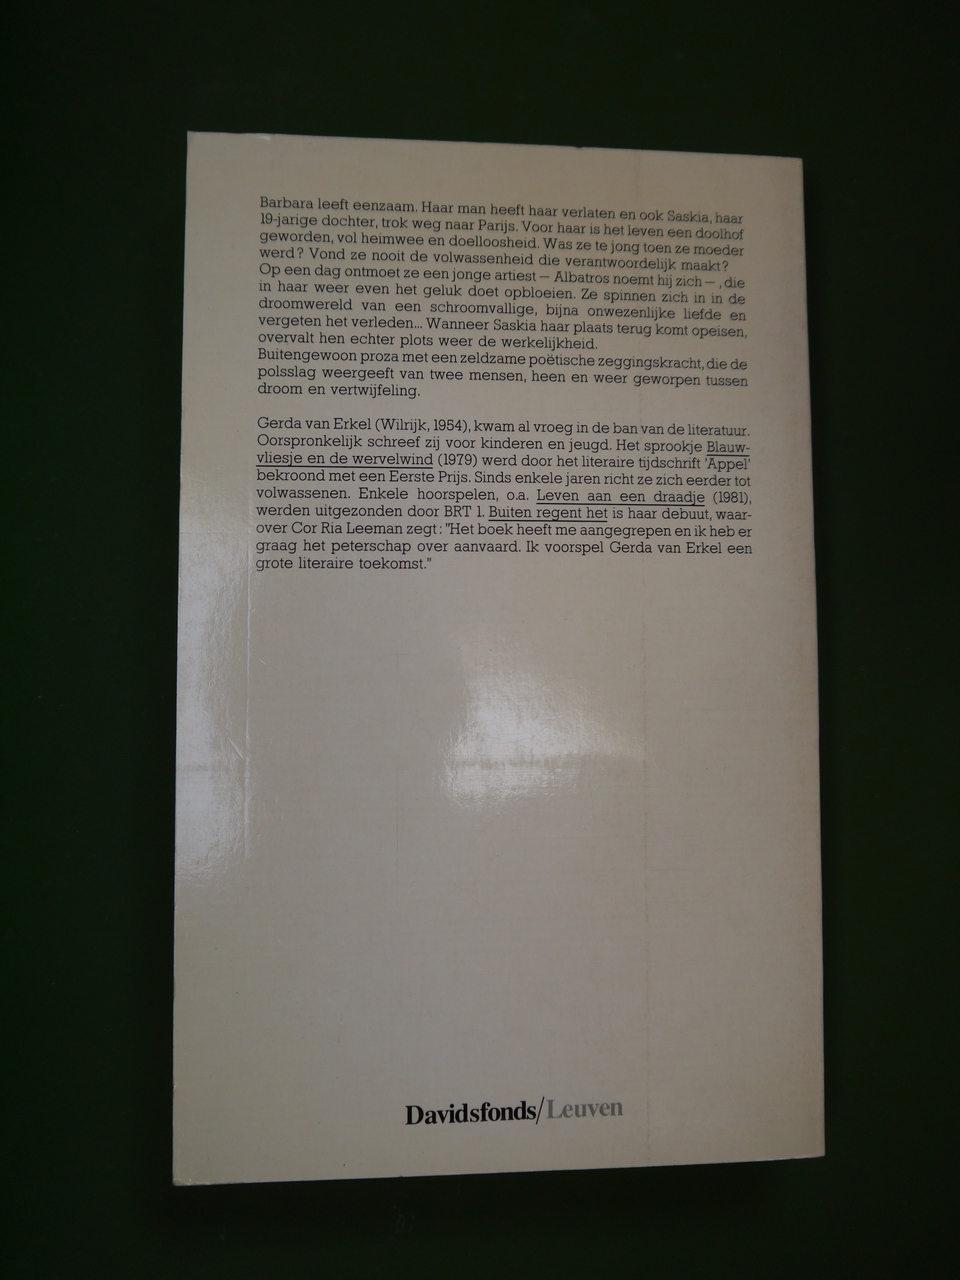 Barbara leeft eenzaam. Haar man heeft haar verlaten en ook Saskia, haar
19-jarige dochter, trok weg naar Parijs. Voor haar is het leven een doolhof
geworden, vol heimwee en doelloosheid. Was ze te jong toen ze moeder
werd? Vond ze nooit de volwassenheid die verantwoordelijk maakt?
Op een dag ontmoet ze een jonge artiest — Albatros noemt hij zich — , die
in haar weer even het geluk doet opbloeien. Ze spinnen zich in in de
droomwereld van een schroomvallige, bijna onwezenlijke liefde en
vergeten het verleden... Wanneer Saskia haar plaats terug komt opeisen,
overvalt hen echter plots weer de werkelijkheid.
Buitengewoon proza met een zeldzame poëtische zeggingskracht, die de
polsslag weergeeft van twee mensen, heen en weer geworpen tussen
droom en vertwijfeling.
Gerda van Erkel (Wilrijk, 1954), kwam al vroeg in de ban van de literatuur.
Oorspronkelijk schreef zij voor kinderen en jeugd. Het sprookje Blauw-
vliesje en de wervelwind (1979) werd door het literaire tijdschrift 'Appel'
bekroond met een Eerste Prijs. Sinds enkele jaren richt ze zich eerder tot
volwassenen. Enkele hoorspelen, o.a. Leven aan een draadje (1981),
werden uitgezonden door BRT 1. Buiten regent het is haar debuut, waar-
over Cor Ria Leeman zegt: "Het boek heeft me aangegrepen en ik heb er
graag het peterschap over aanvaard. Ik voorspel Gerda van Erkel een
grote literaire toekomst."
Davidsfonds/Leuven